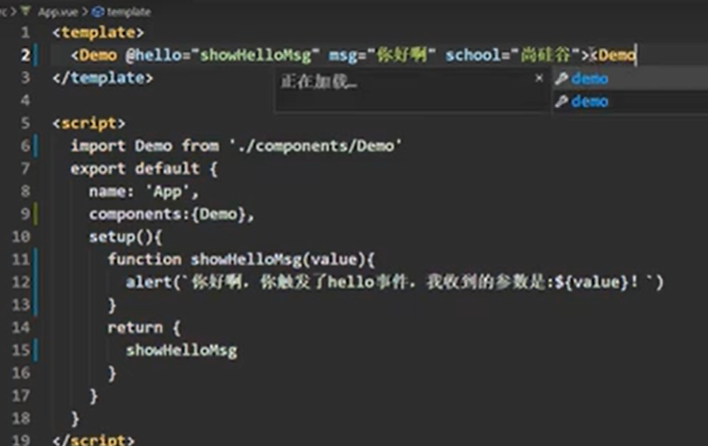 rc > App.vue > template
1 <template>
2 <Demo @hello="showHelloMsg" msg="你好啊" school="尚硅谷"><Demo
3 </template>
正在加载…
×
demo
demo
4
5 <script>
6 import Demo from './components/Demo'
7 export default {
8 name: 'App',
9 components:{Demo},
10 setup(){
11 function showHelloMsg(value){
12 alert(`你好啊，你触发了hello事件，我收到的参数是:${value}！`)
13 }
14 return {
15 showHelloMsg
16 }
17 }
18 }
19 </script>